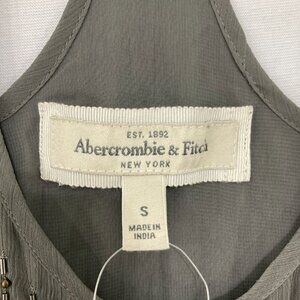 EST. 1892
Abercrombie & Fitch
NEW YORK
S
MADE IN
INDIA